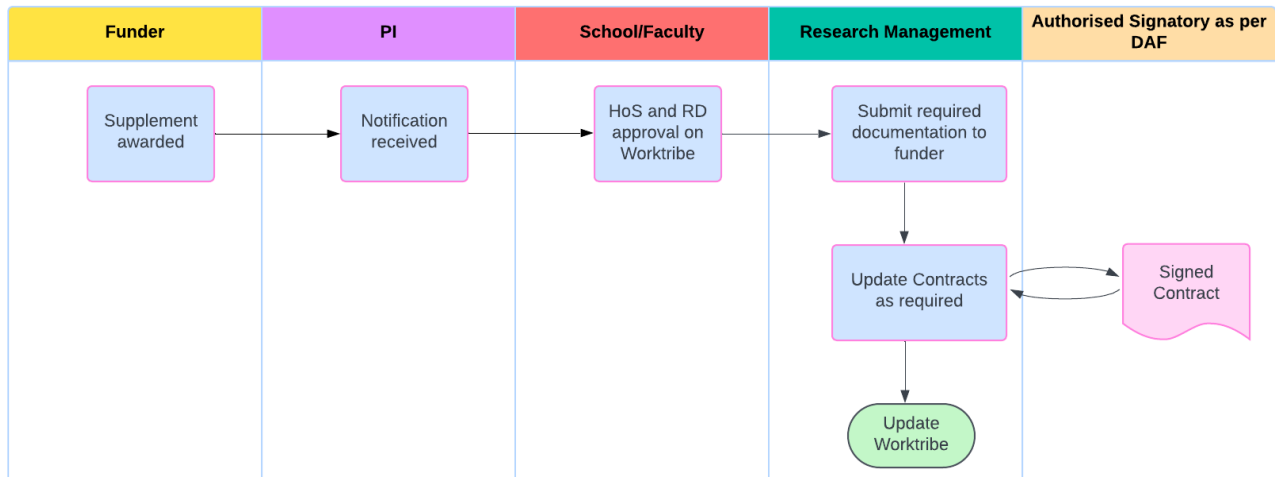 Funder
PI
School/Faculty
Research Management
Authorised Signatory as per
DAF
Supplement
awarded
Notification
received
HoS and RD
approval on
Worktribe
Submit required
documentation to
funder
Update Contracts
as required
Signed
Contract
Update
Worktribe